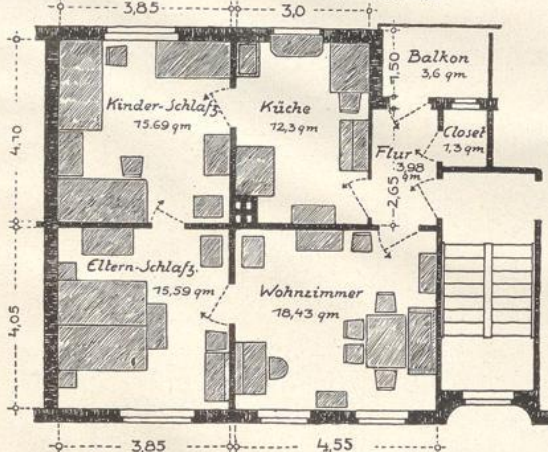 3,85
3,0
4,10
Kinder-Schlafz.
15.69 qm
Küche
12,3 qm
1,50
Balkon
3,6 qm
Closet
1,3 qm
Flur
3,98
qm
2,65
4,05
Eltern-Schlafz.
15,59 qm
Wohnzimmer
18,43 qm
3,85
4,55